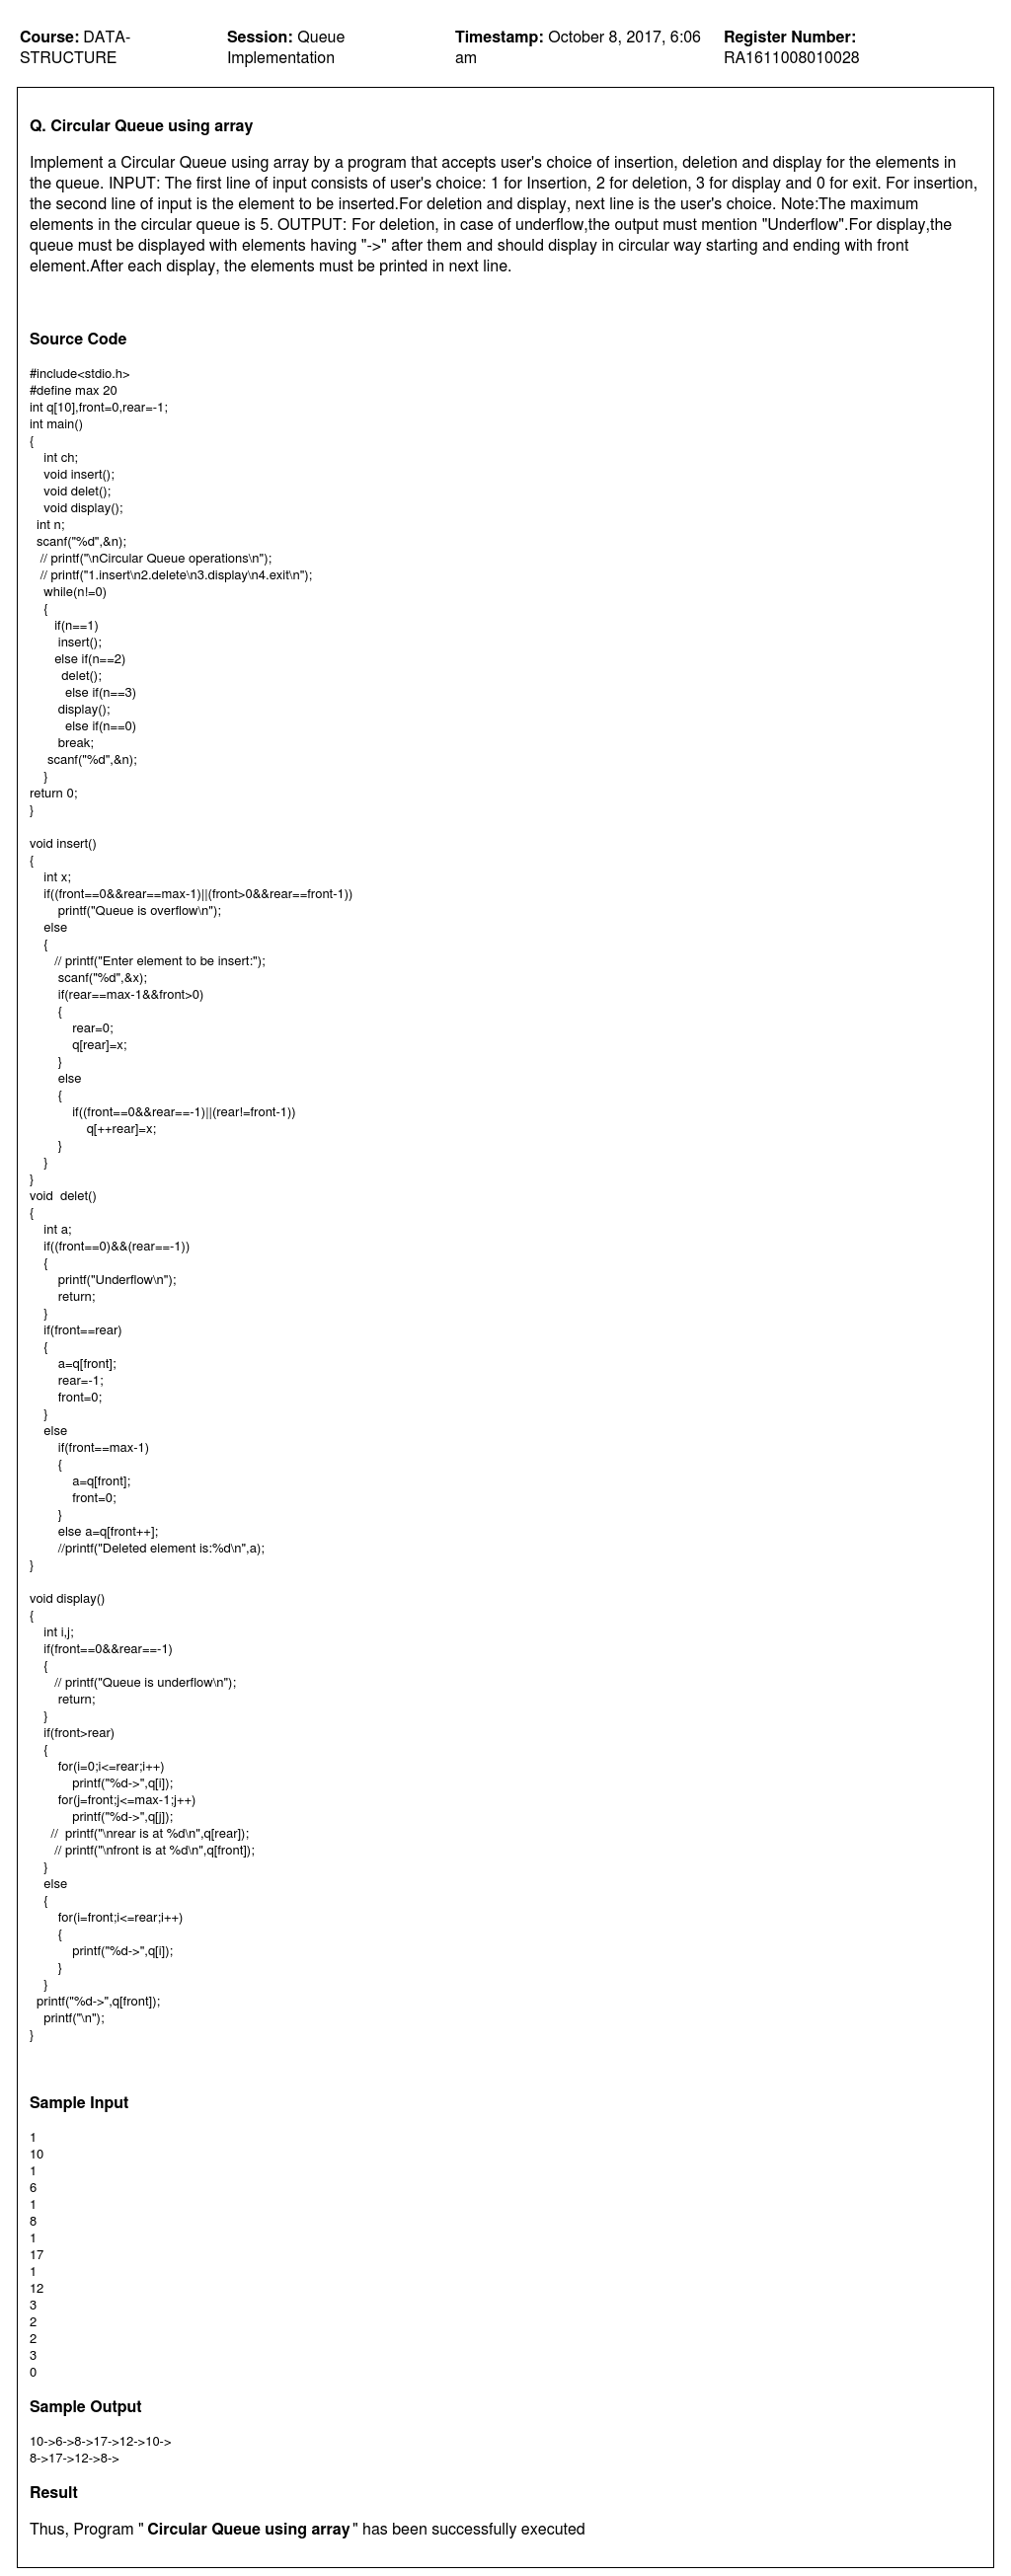 Course: DATA-STRUCTURE
Session: Queue Implementation
Timestamp: October 8, 2017, 6:06 am
Register Number: RA1611008010028
Q. Circular Queue using array
Implement a Circular Queue using array by a program that accepts user's choice of insertion, deletion and display for the elements in
the queue. INPUT: The first line of input consists of user's choice: 1 for Insertion, 2 for deletion, 3 for display and 0 for exit. For insertion,
the second line of input is the element to be inserted.For deletion and display, next line is the user's choice. Note:The maximum
elements in the circular queue is 5. OUTPUT: For deletion, in case of underflow,the output must mention "Underflow".For display,the
queue must be displayed with elements having "->" after them and should display in circular way starting and ending with front
element.After each display, the elements must be printed in next line.
Source Code
#include<stdio.h>
#define max 20
int q[10],front=0,rear=-1;
int main()
{
    int ch;
    void insert();
    void delet();
    void display();
  int n;
  scanf("%d",&n);
   // printf("\nCircular Queue operations\n");
   // printf("1.insert\n2.delete\n3.display\n4.exit\n");
    while(n!=0)
    {
       if(n==1)
        insert();
       else if(n==2)
         delet();
          else if(n==3)
        display();
          else if(n==0)
        break;
     scanf("%d",&n);
    }
return 0;
}
void insert()
{
    int x;
    if((front==0&&rear==max-1)||(front>0&&rear==front-1))
        printf("Queue is overflow\n");
    else
    {
       // printf("Enter element to be insert:");
        scanf("%d",&x);
        if(rear==max-1&&front>0)
        {
            rear=0;
            q[rear]=x;
        }
        else
        {
            if((front==0&&rear==-1)||(rear!=front-1))
                q[++rear]=x;
        }
    }
}
void  delet()
{
    int a;
    if((front==0)&&(rear==-1))
    {
        printf("Underflow\n");
        return;
    }
    if(front==rear)
    {
        a=q[front];
        rear=-1;
        front=0;
    }
    else
        if(front==max-1)
        {
            a=q[front];
            front=0;
        }
        else a=q[front++];
        //printf("Deleted element is:%d\n",a);
}
void display()
{
    int i,j;
    if(front==0&&rear==-1)
    {
       // printf("Queue is underflow\n");
        return;
    }
    if(front>rear)
    {
        for(i=0;i<=rear;i++)
            printf("%d->",q[i]);
        for(j=front;j<=max-1;j++)
            printf("%d->",q[j]);
      //  printf("\nrear is at %d\n",q[rear]);
       // printf("\nfront is at %d\n",q[front]);
    }
    else
    {
        for(i=front;i<=rear;i++)
        {
            printf("%d->",q[i]);
        }
    }
  printf("%d->",q[front]);
    printf("\n");
}
Sample Input
1
10
1
6
1
8
1
17
1
12
3
2
2
3
0
Sample Output
10->6->8->17->12->10->
8->17->12->8->
Result
Thus, Program " Circular Queue using array " has been successfully executed